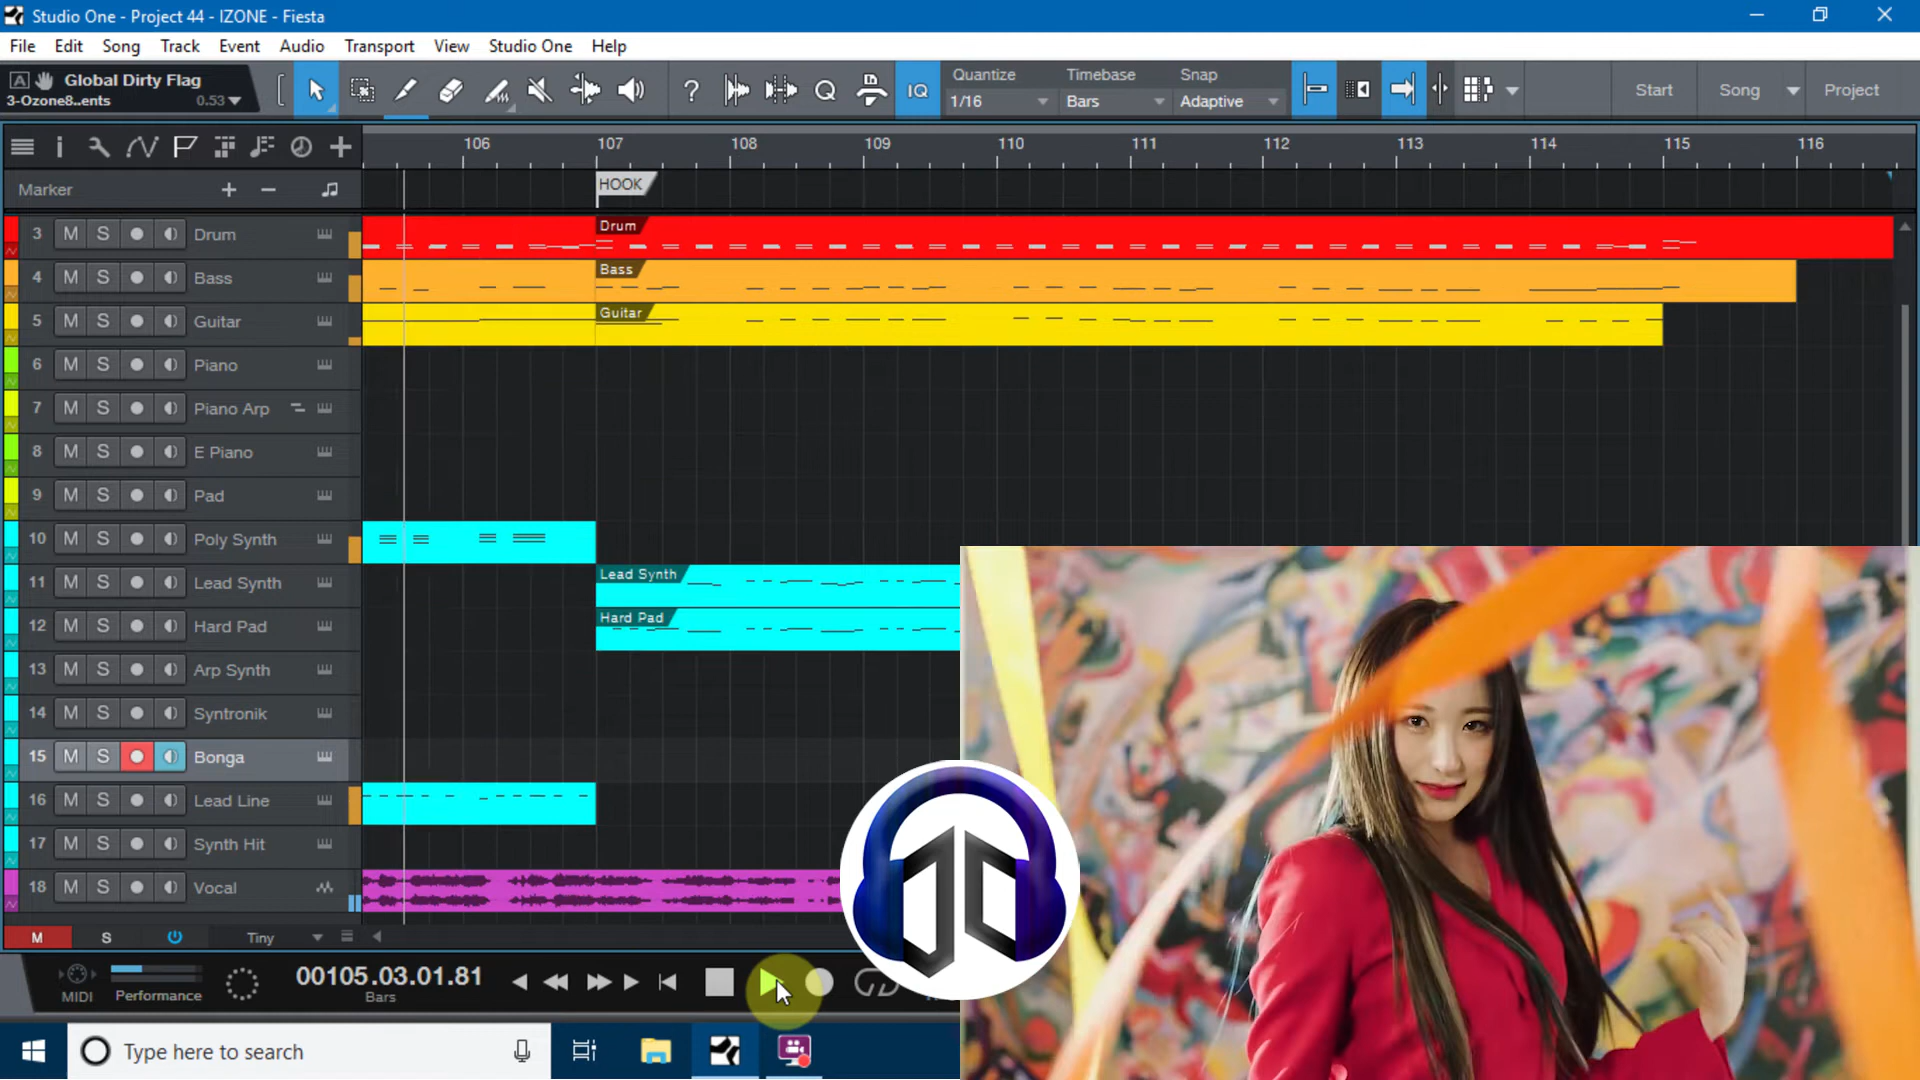 Studio One - Project 44 - IZONE - Fiesta
File Edit Song Track Event Audio Transport View Studio One Help
A Global Dirty Flag
3-Ozone8..ents 0.53
? Q IQ
Quantize Timebase Snap
1/16 Bars Adaptive
Start Song Project
106 107 108 109 110 111 112 113 114 115 116
Marker + −
HOOK
3 M S Drum
Drum
4 M S Bass
Bass
5 M S Guitar
Guitar
6 M S Piano
7 M S Piano Arp
8 M S E Piano
9 M S Pad
10 M S Poly Synth
11 M S Lead Synth
Lead Synth
12 M S Hard Pad
Hard Pad
13 M S Arp Synth
14 M S Syntronik
15 M S Bonga
16 M S Lead Line
17 M S Synth Hit
18 M S Vocal
M S Tiny
MIDI Performance
00105.03.01.81
Bars
Type here to search